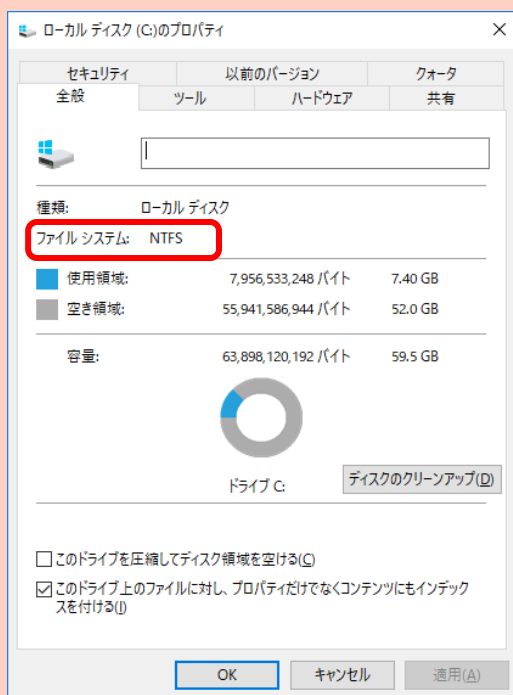 ローカル ディスク (C:)のプロパティ
セキュリティ 以前のバージョン クォータ
全般 ツール ハードウェア 共有
種類: ローカル ディスク
ファイル システム: NTFS
使用領域: 7,956,533,248 バイト 7.40 GB
空き領域: 55,941,586,944 バイト 52.0 GB
容量: 63,898,120,192 バイト 59.5 GB
ドライブ C: ディスクのクリーンアップ(D)
このドライブを圧縮してディスク領域を空ける(C)
このドライブ上のファイルに対し、プロパティだけでなくコンテンツにもインデック
スを付ける(I)
OK キャンセル 適用(A)